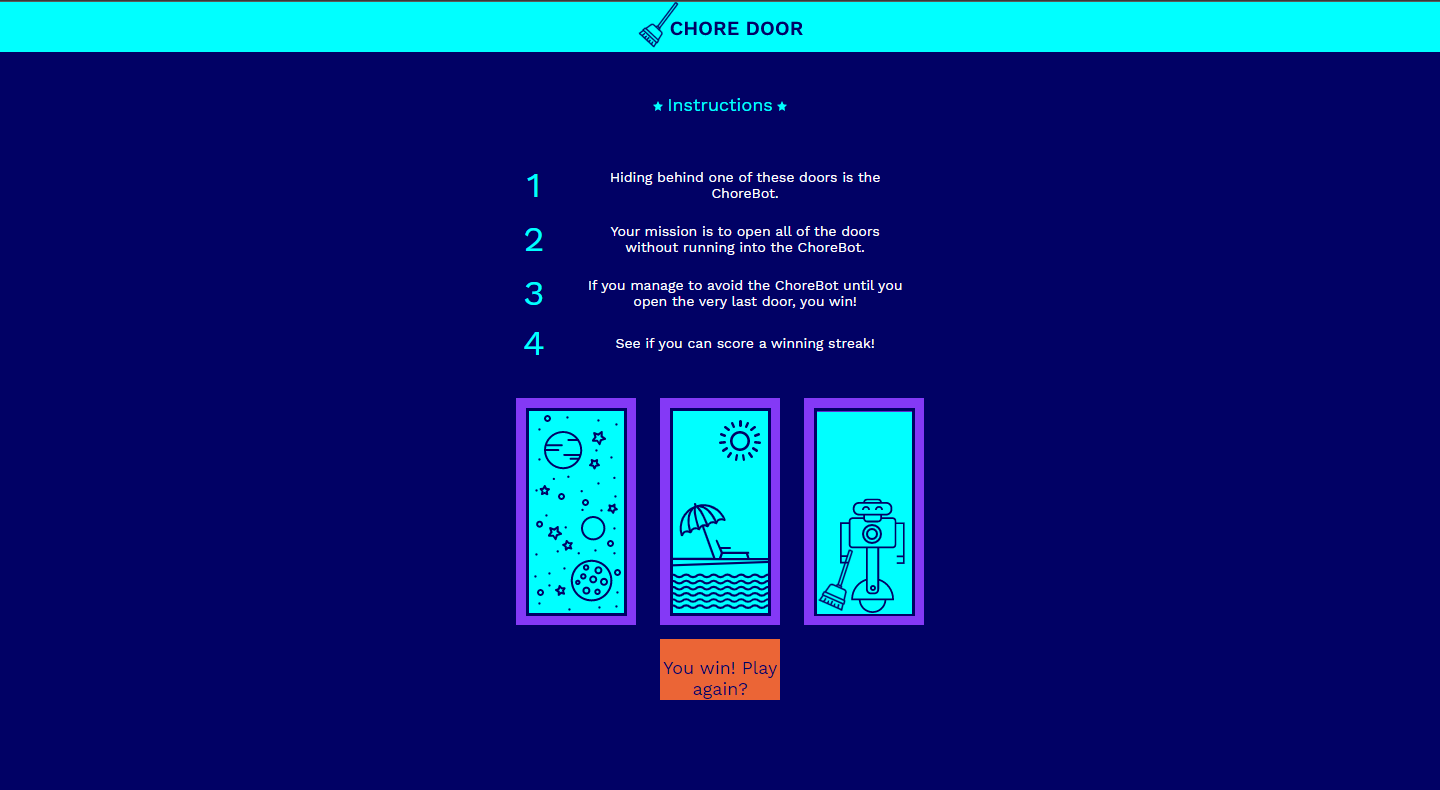 CHORE DOOR
Instructions
1
Hiding behind one of these doors is the
ChoreBot.
2
Your mission is to open all of the doors
without running into the ChoreBot.
3
If you manage to avoid the ChoreBot until you
open the very last door, you win!
4
See if you can score a winning streak!
You win! Play
again?